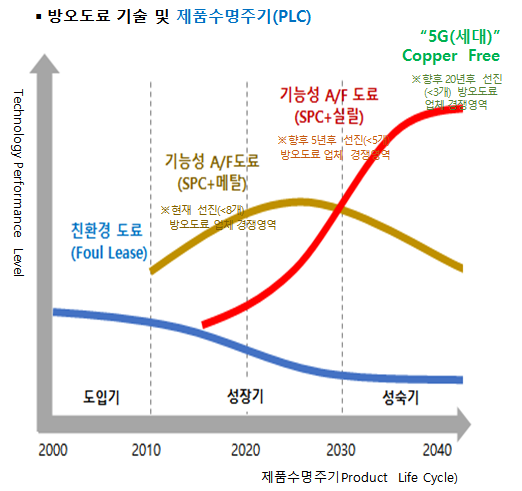 ▪ 방오도료 기술 및 제품수명주기(PLC)
“5G(세대)”
Copper Free
※향후 20년후 선진
(<3개) 방오도료
업체 경쟁영역
기능성 A/F 도료
(SPC+실릴)
※향후 5년후 선진(<5개)
방오도료 업체 경쟁영역
기능성 A/F도료
(SPC+메탈)
※현재 선진(<8개)
방오도료 업체 경쟁영역
친환경 도료
(Foul Lease)
Technology Performance Level
도입기
성장기
성숙기
2000
2010
2020
2030
2040
제품수명주기Product Life Cycle)